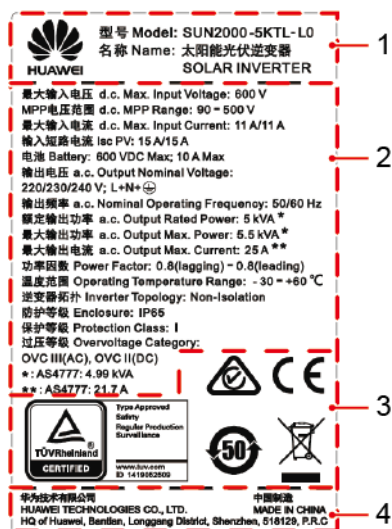 HUAWEI
型号 Model: SUN2000-5KTL-L0
名称 Name: 太阳能光伏逆变器
SOLAR INVERTER
1
最大输入电压 d.c. Max. Input Voltage: 600 V
MPP电压范围 d.c. MPP Range: 90 - 500 V
最大输入电流 d.c. Max. Input Current: 11 A/11 A
输入短路电流 Isc PV: 15 A/15 A
电池 Battery: 600 VDC Max; 10 A Max
输出电压 a.c. Output Nominal Voltage:
220/230/240 V; L+N+
输出频率 a.c. Nominal Operating Frequency: 50/60 Hz
额定输出功率 a.c. Output Rated Power: 5 kVA *
最大输出功率 a.c. Output Max. Power: 5.5 kVA *
最大输出电流 a.c. Output Max. Current: 25 A **
功率因数 Power Factor: 0.8(lagging) - 0.8(leading)
温度范围 Operating Temperature Range: - 30 ~ +60 ℃
逆变器拓扑 Inverter Topology: Non-Isolation
防护等级 Enclosure: IP65
保护等级 Protection Class: I
过压等级 Overvoltage Category:
OVC III(AC), OVC II(DC)
*: AS4777: 4.99 kVA
**: AS4777: 21.7 A
2
TÜVRheinland
CERTIFIED
Type Approved
Safety
Regular Production
Surveillance
www.tuv.com
ID 1419062509
CE
50
3
华为技术有限公司 中国制造
HUAWEI TECHNOLOGIES CO., LTD. MADE IN CHINA
HQ of Huawei, Bantian, Longgang District, Shenzhen, 518129, P.R.C
4